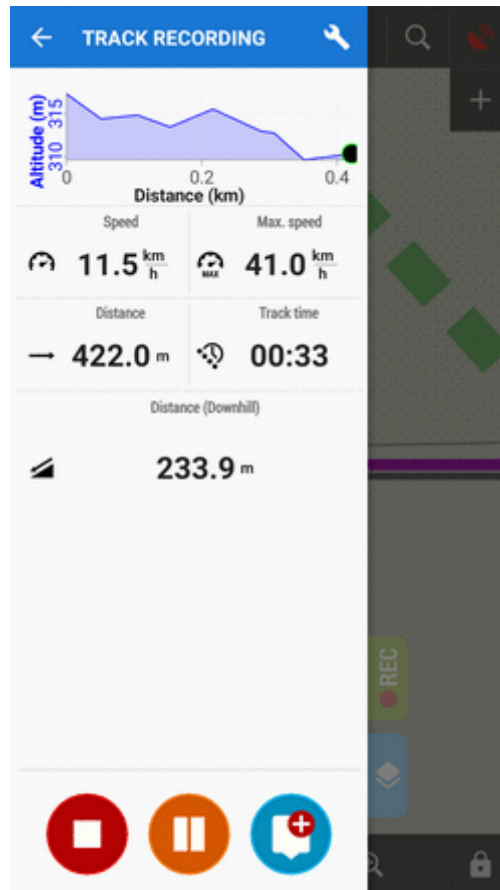 TRACK RECORDING
Altitude (m)
315
310
0
0.2
0.4
Distance (km)
Speed
Max. speed
11.5 km/h
MAX
41.0 km/h
Distance
Track time
422.0 m
00:33
Distance (Downhill)
233.9 m
REC